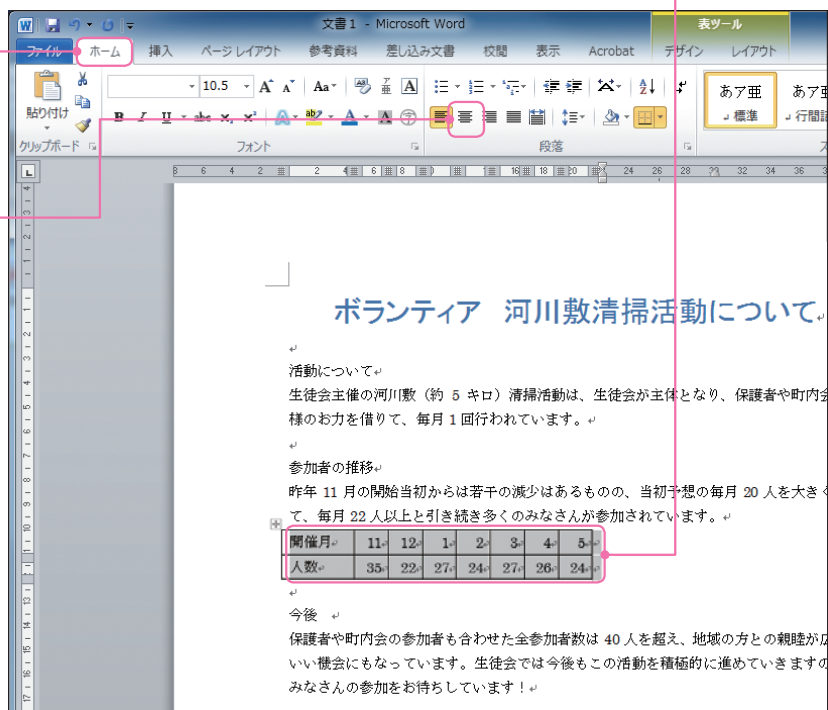 文書1 - Microsoft Word
表ツール
ファイル ホーム 挿入 ページ レイアウト 参考資料 差し込み文書 校閲 表示 Acrobat デザイン レイアウト
10.5
貼り付け
あア亜
↲ 標準
↲ 行間
クリップボード フォント 段落
ボランティア 河川敷清掃活動について
活動について
生徒会主催の河川敷（約 5 キロ）清掃活動は、生徒会が主体となり、保護者や町内会
様のお力を借りて、毎月 1 回行われています。
参加者の推移
昨年 11 月の開始当初からは若干の減少はあるものの、当初予想の毎月 20 人を大きく
て、毎月 22 人以上と引き続き多くのみなさんが参加されています。
開催月 11 12 1 2 3 4 5
人数 35 22 27 24 27 26 24
今後
保護者や町内会の参加者も合わせた全参加者数は 40 人を超え、地域の方との親睦が広
いい機会にもなっています。生徒会では今後もこの活動を積極的に進めていきますの
みなさんの参加をお待ちしています！